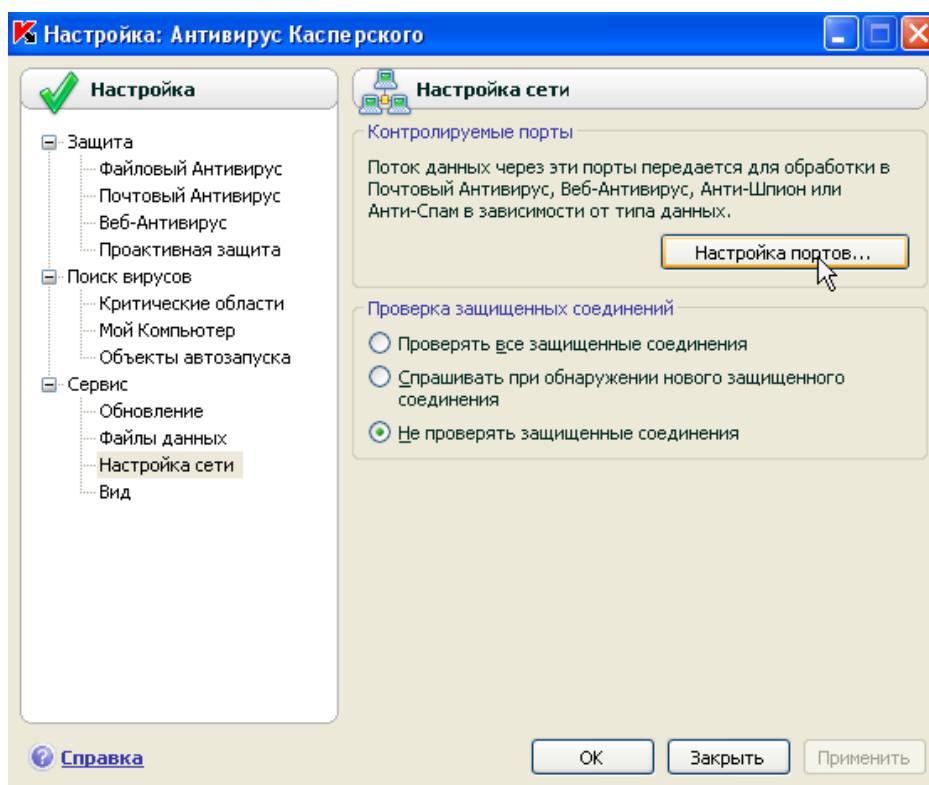 Настройка: Антивирус Касперского
Настройка
Защита
Файловый Антивирус
Почтовый Антивирус
Веб-Антивирус
Проактивная защита
Поиск вирусов
Критические области
Мой Компьютер
Объекты автозапуска
Сервис
Обновление
Файлы данных
Настройка сети
Вид
Настройка сети
Контролируемые порты
Поток данных через эти порты передается для обработки в
Почтовый Антивирус, Веб-Антивирус, Анти-Шпион или
Анти-Спам в зависимости от типа данных.
Настройка портов...
Проверка защищенных соединений
Проверять все защищенные соединения
Спрашивать при обнаружении нового защищенного
соединения
Не проверять защищенные соединения
Справка
ОК
Закрыть
Применить